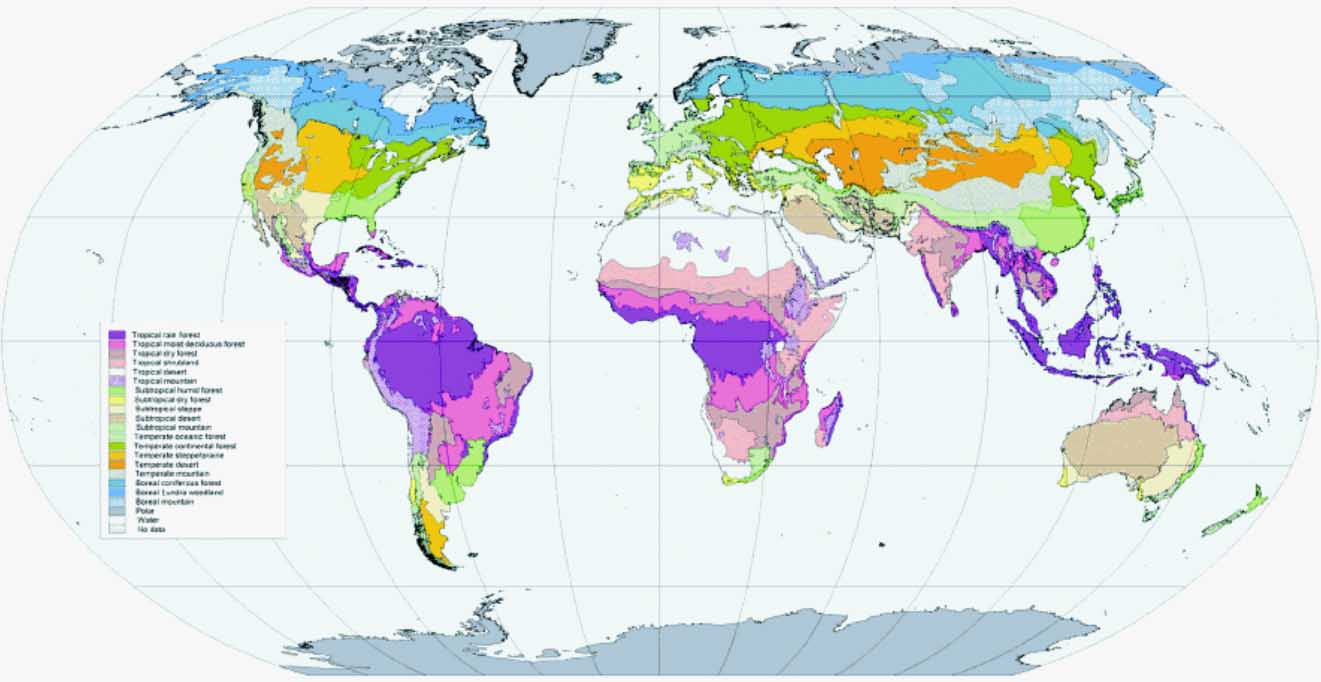 Tropical rain forest
Tropical moist deciduous forest
Tropical dry forest
Tropical shrubland
Tropical desert
Tropical mountain
Subtropical humid forest
Subtropical dry forest
Subtropical steppe
Subtropical desert
Subtropical mountain
Temperate oceanic forest
Temperate continental forest
Temperate steppe/prairie
Temperate desert
Temperate mountain
Boreal coniferous forest
Boreal tundra woodland
Boreal mountain
Polar
Water
No data